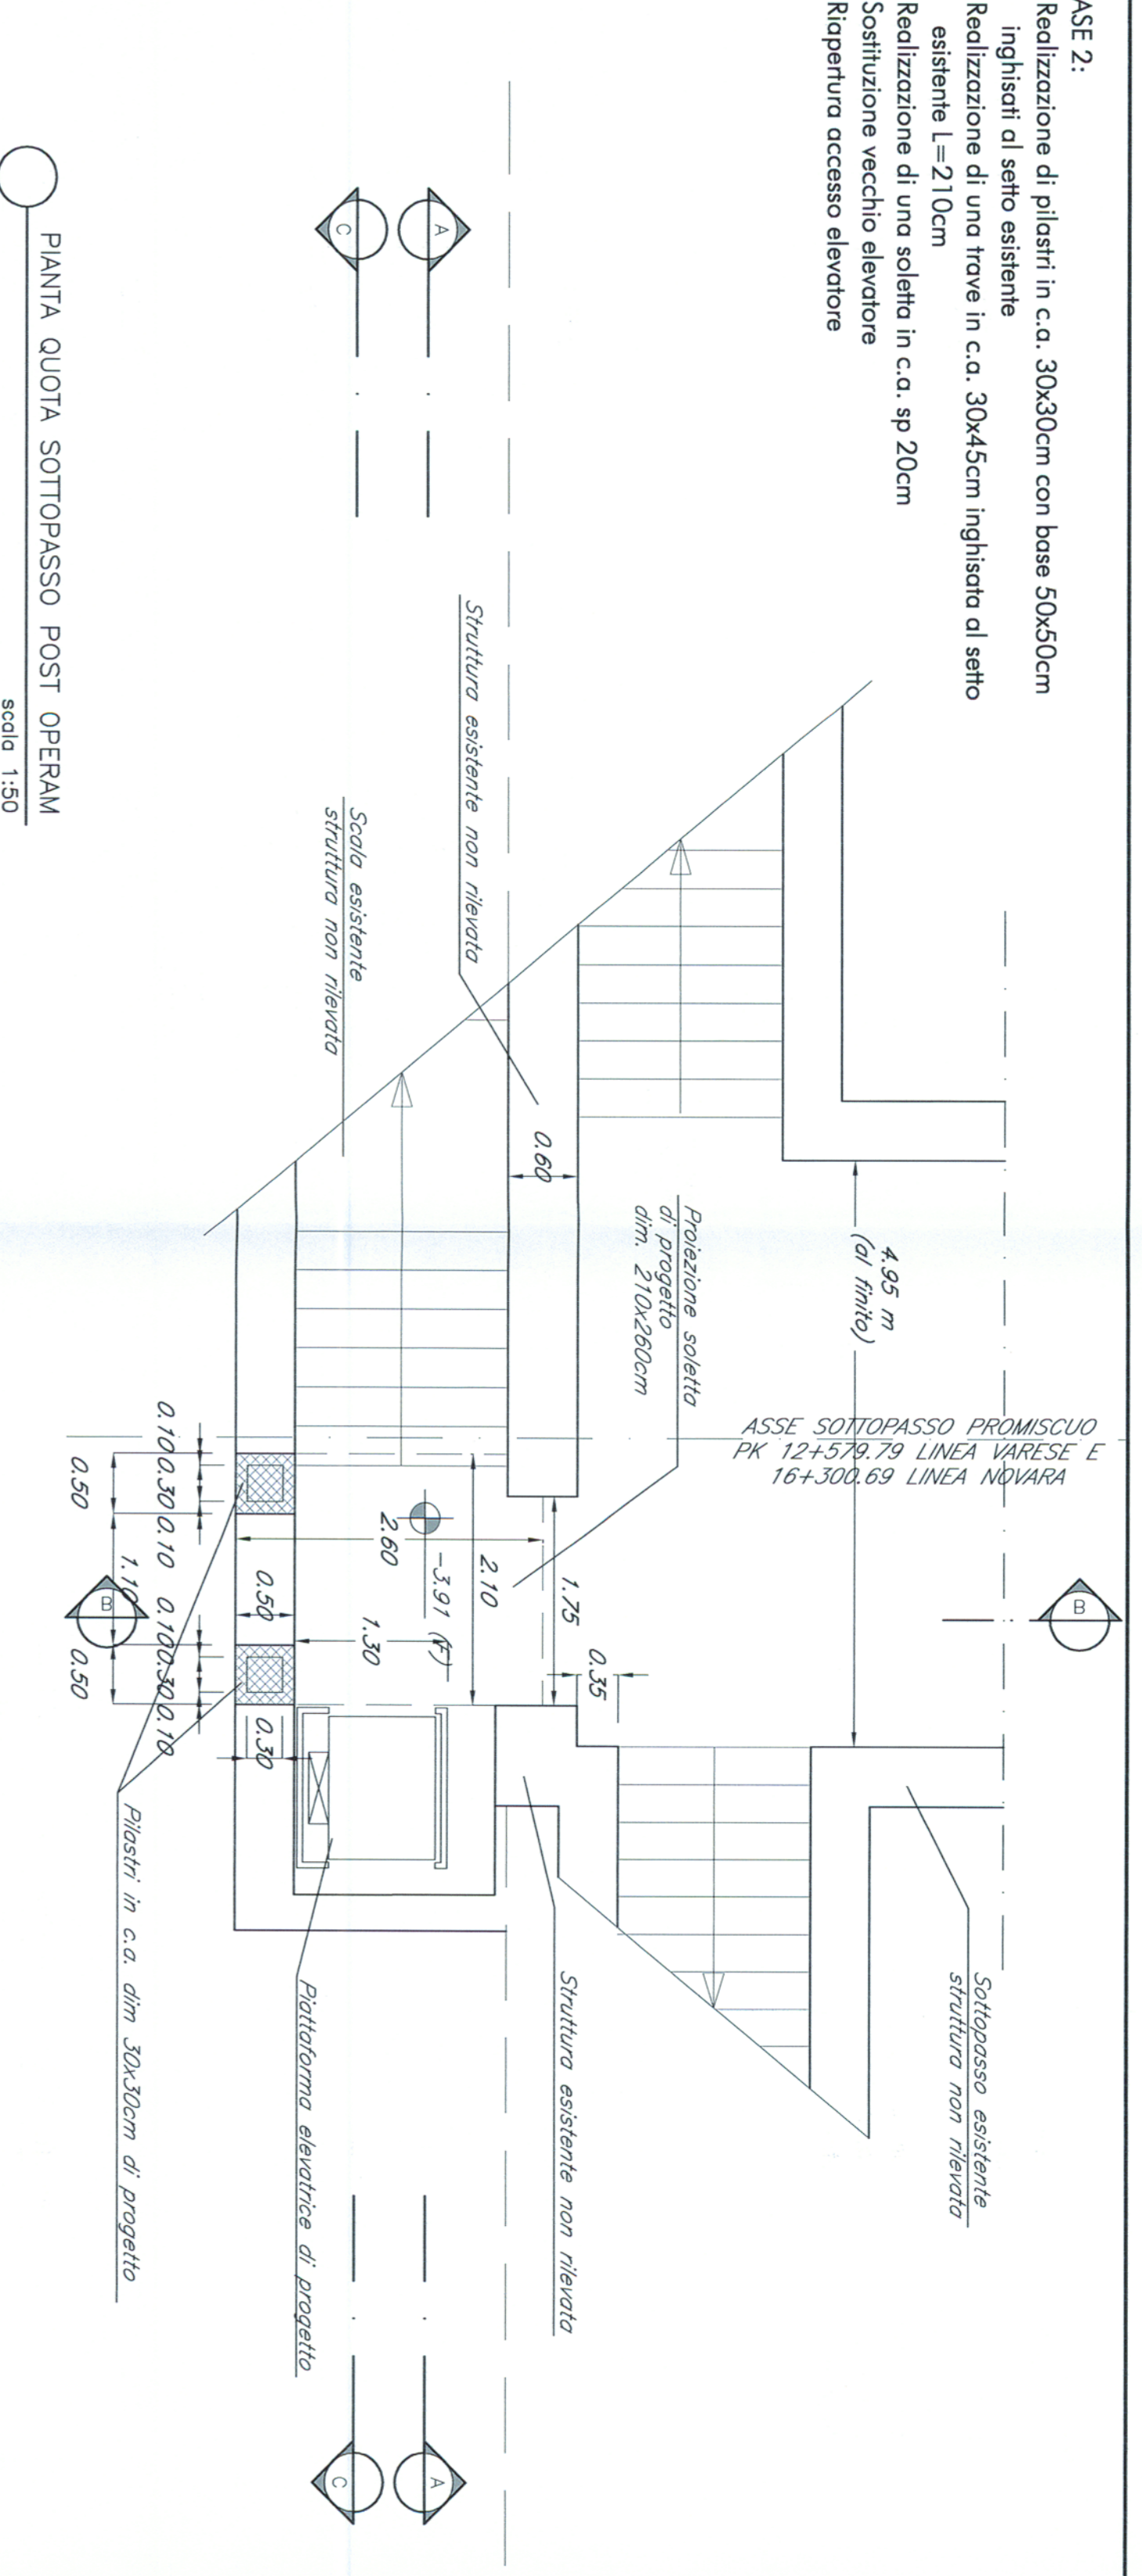 ASE 2:
Realizzazione di pilastri in c.a. 30x30cm con base 50x50cm
inghisati al setto esistente
Realizzazione di una trave in c.a. 30x45cm inghisata al setto
esistente L=210cm
Realizzazione di una soletta in c.a. sp 20cm
Sostituzione vecchio elevatore
Riapertura accesso elevatore
B
ASSE SOTTOPASSO PROMISCUO
PK 12+579.79 LINEA VARESE E
16+300.69 LINEA NOVARA
4.95 m
(al finito)
Sottopasso esistente
struttura non rilevata
Proiezione soletta
di progetto
dim. 210x260cm
0.35
0.60
1.75
Struttura esistente non rilevata
Struttura esistente non rilevata
A
A
2.10
-3.91 (F)
2.60
1.30
Scala esistente
struttura non rilevata
C
C
Piattaforma elevatrice di progetto
0.50
0.30
0.10
0.30
0.10
0.10
0.30
0.10
1.10
0.50
0.50
B
Pilastri in c.a. dim 30x30cm di progetto
PIANTA QUOTA SOTTOPASSO POST OPERAM
scala 1:50